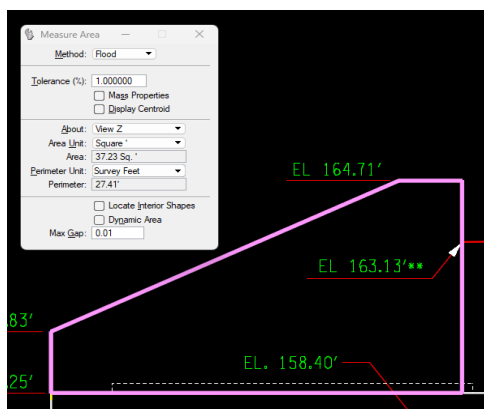 Measure Area
Method: Flood
Tolerance (%): 1.000000
Mass Properties
Display Centroid
About: View Z
Area Unit: Square '
Area: 37.23 Sq. '
Perimeter Unit: Survey Feet
Perimeter: 27.41'
Locate Interior Shapes
Dynamic Area
Max Gap: 0.01
EL 164.71'
EL 163.13'**
.83'
EL. 158.40'
.25'